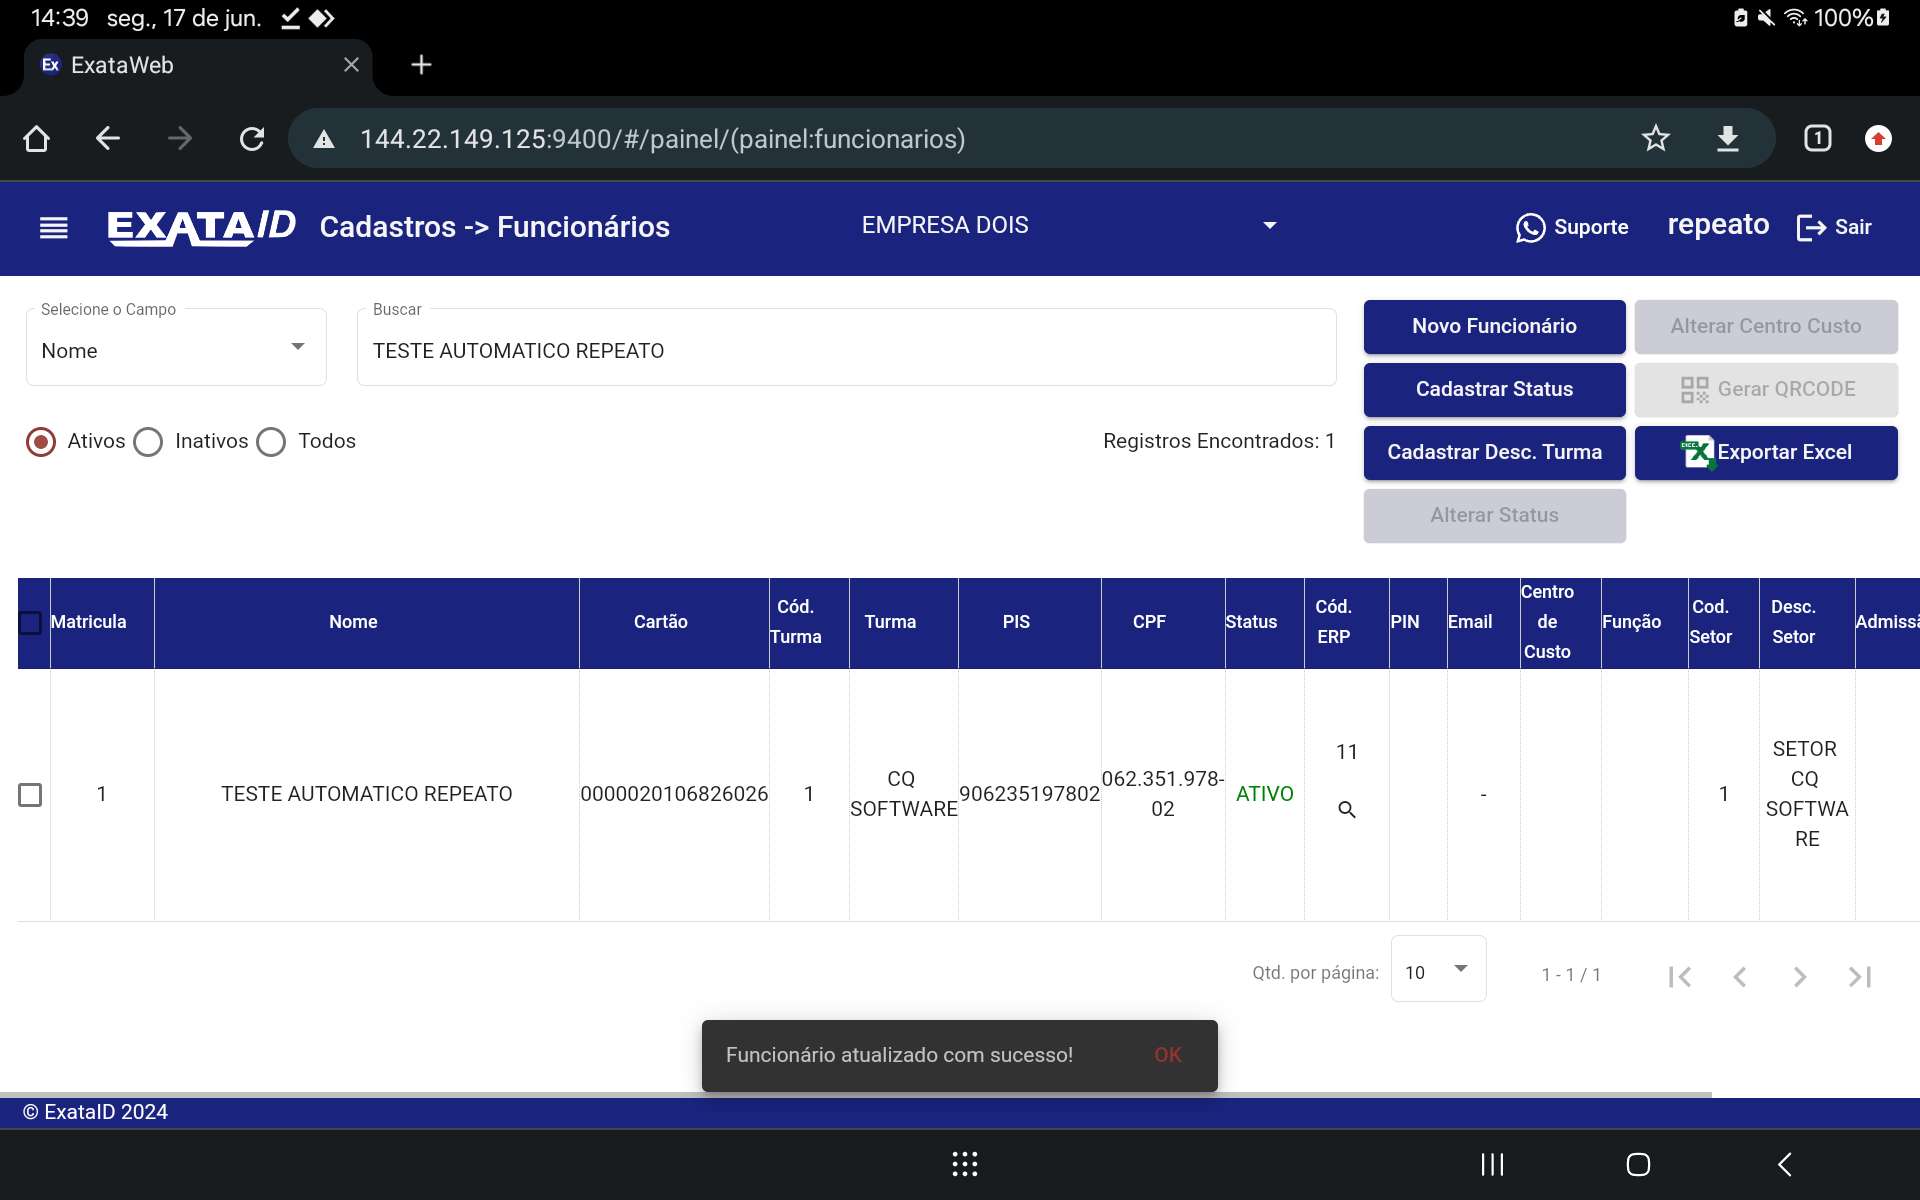 14:39 seg., 17 de jun. 100%
Ex ExataWeb
144.22.149.125:9400/#/painel/(painel:funcionarios) 1
EXATAID Cadastros -> Funcionários EMPRESA DOIS Suporte repeato Sair
Selecione o Campo
Nome
Buscar
TESTE AUTOMATICO REPEATO
Novo Funcionário Alterar Centro Custo
Cadastrar Status Gerar QRCODE
Ativos Inativos Todos
Registros Encontrados: 1
Cadastrar Desc. Turma Exportar Excel
Alterar Status
Matricula Nome Cartão Cód. Turma Turma PIS CPF Status Cód. ERP PIN Email Centro de Custo Função Cod. Setor Desc. Setor Admissã
1 TESTE AUTOMATICO REPEATO 0000020106826026 1 CQ SOFTWARE 906235197802 062.351.978-02 ATIVO 11 - 1 SETOR CQ SOFTWA RE
Qtd. por página: 10 1 - 1 / 1
Funcionário atualizado com sucesso! OK
© ExataID 2024